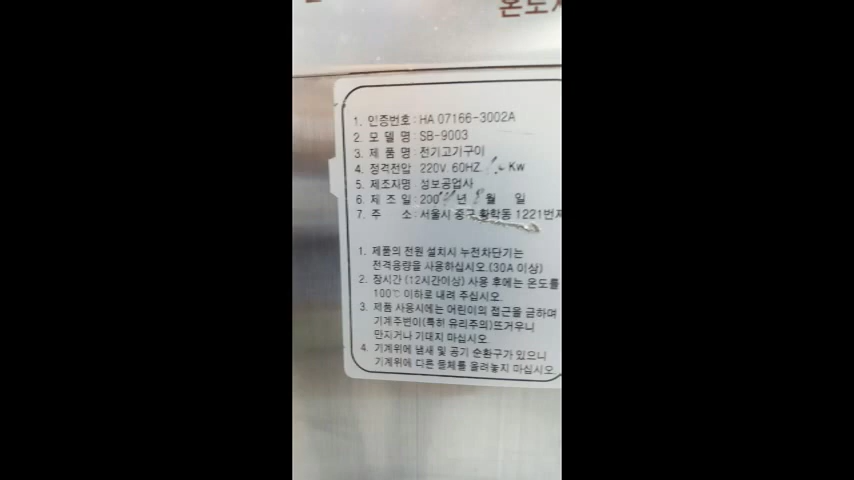 온도
1. 인증번호 : HA 07166-3002A
2. 모 델 명 : SB-9003
3. 제 품 명 : 전기고기구이
4. 정격전압 : 220V. 60HZ. Kw
5. 제조자명 : 성보공업사
6. 제 조 일 : 200 년 월 일
7. 주 소 : 서울시 중구 황학동 1221번지
1. 제품의 전원 설치시 누전차단기는
전격용량을 사용하십시오.(30A 이상)
2. 장시간 (12시간이상) 사용 후에는 온도를
100℃ 이하로 내려 주십시오.
3. 제품 사용시에는 어린이의 접근을 금하며
기계주변이(특히 유리주의)뜨거우니
만지거나 기대지 마십시오.
4. 기계위에 냄새 및 공기 순환구가 있으니
기계위에 다른 물체를 올려놓지 마십시오.